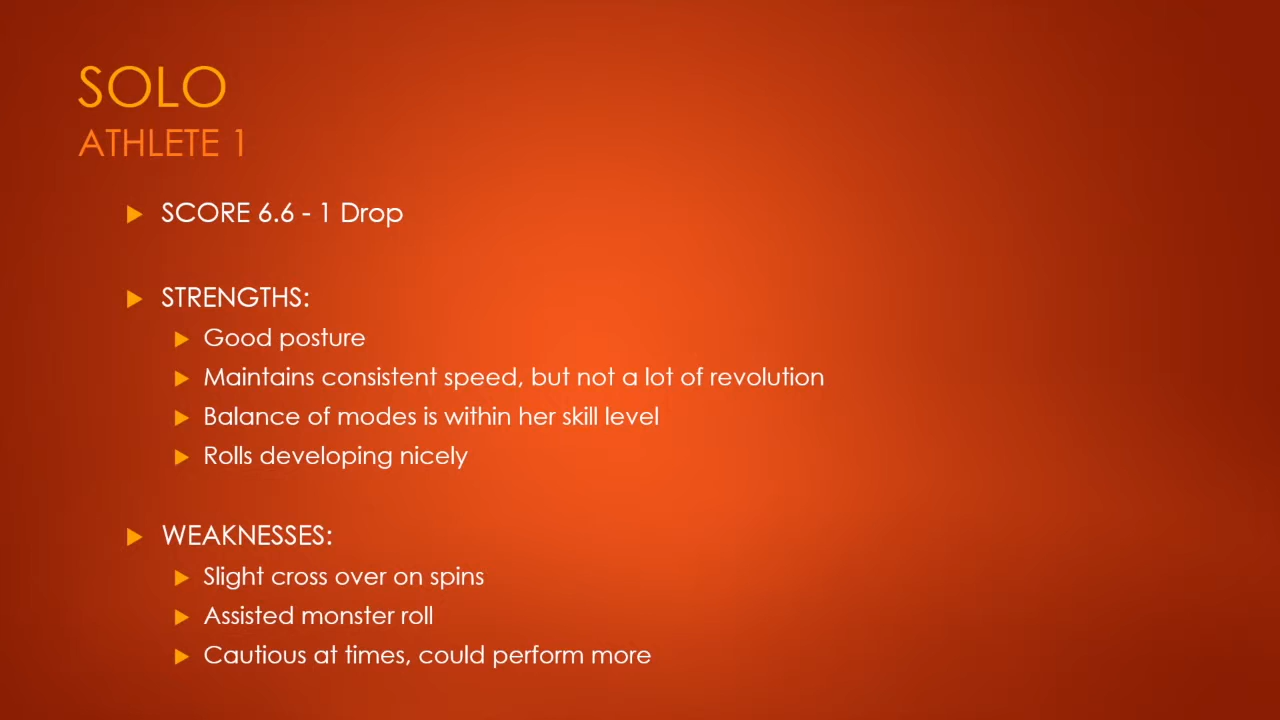 SOLO
ATHLETE 1
SCORE 6.6 - 1 Drop
STRENGTHS:
Good posture
Maintains consistent speed, but not a lot of revolution
Balance of modes is within her skill level
Rolls developing nicely
WEAKNESSES:
Slight cross over on spins
Assisted monster roll
Cautious at times, could perform more